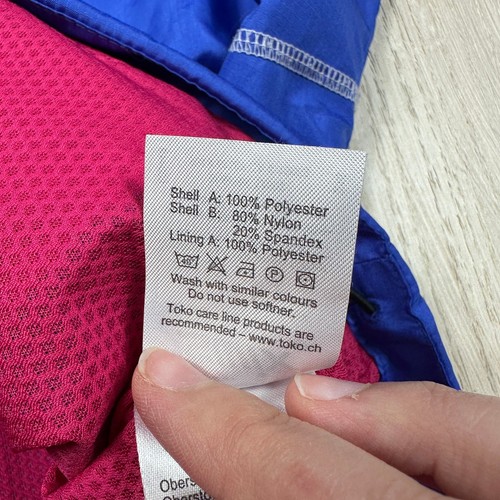 Shell A: 100% Polyester
Shell B: 80% Nylon
20% Spandex
Lining A: 100% Polyester
40 P
Wash with similar colours
Do not use softner.
Toko care line products are
recommended – www.toko.ch